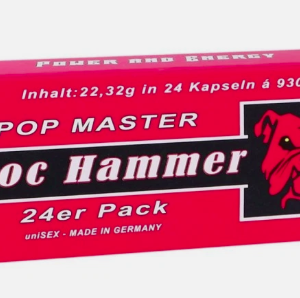 POWER AND ENERGY
Inhalt:22,32g in 24 Kapseln á 930
POP MASTER
oc Hammer
24er Pack
uniSEX - MADE IN GERMANY